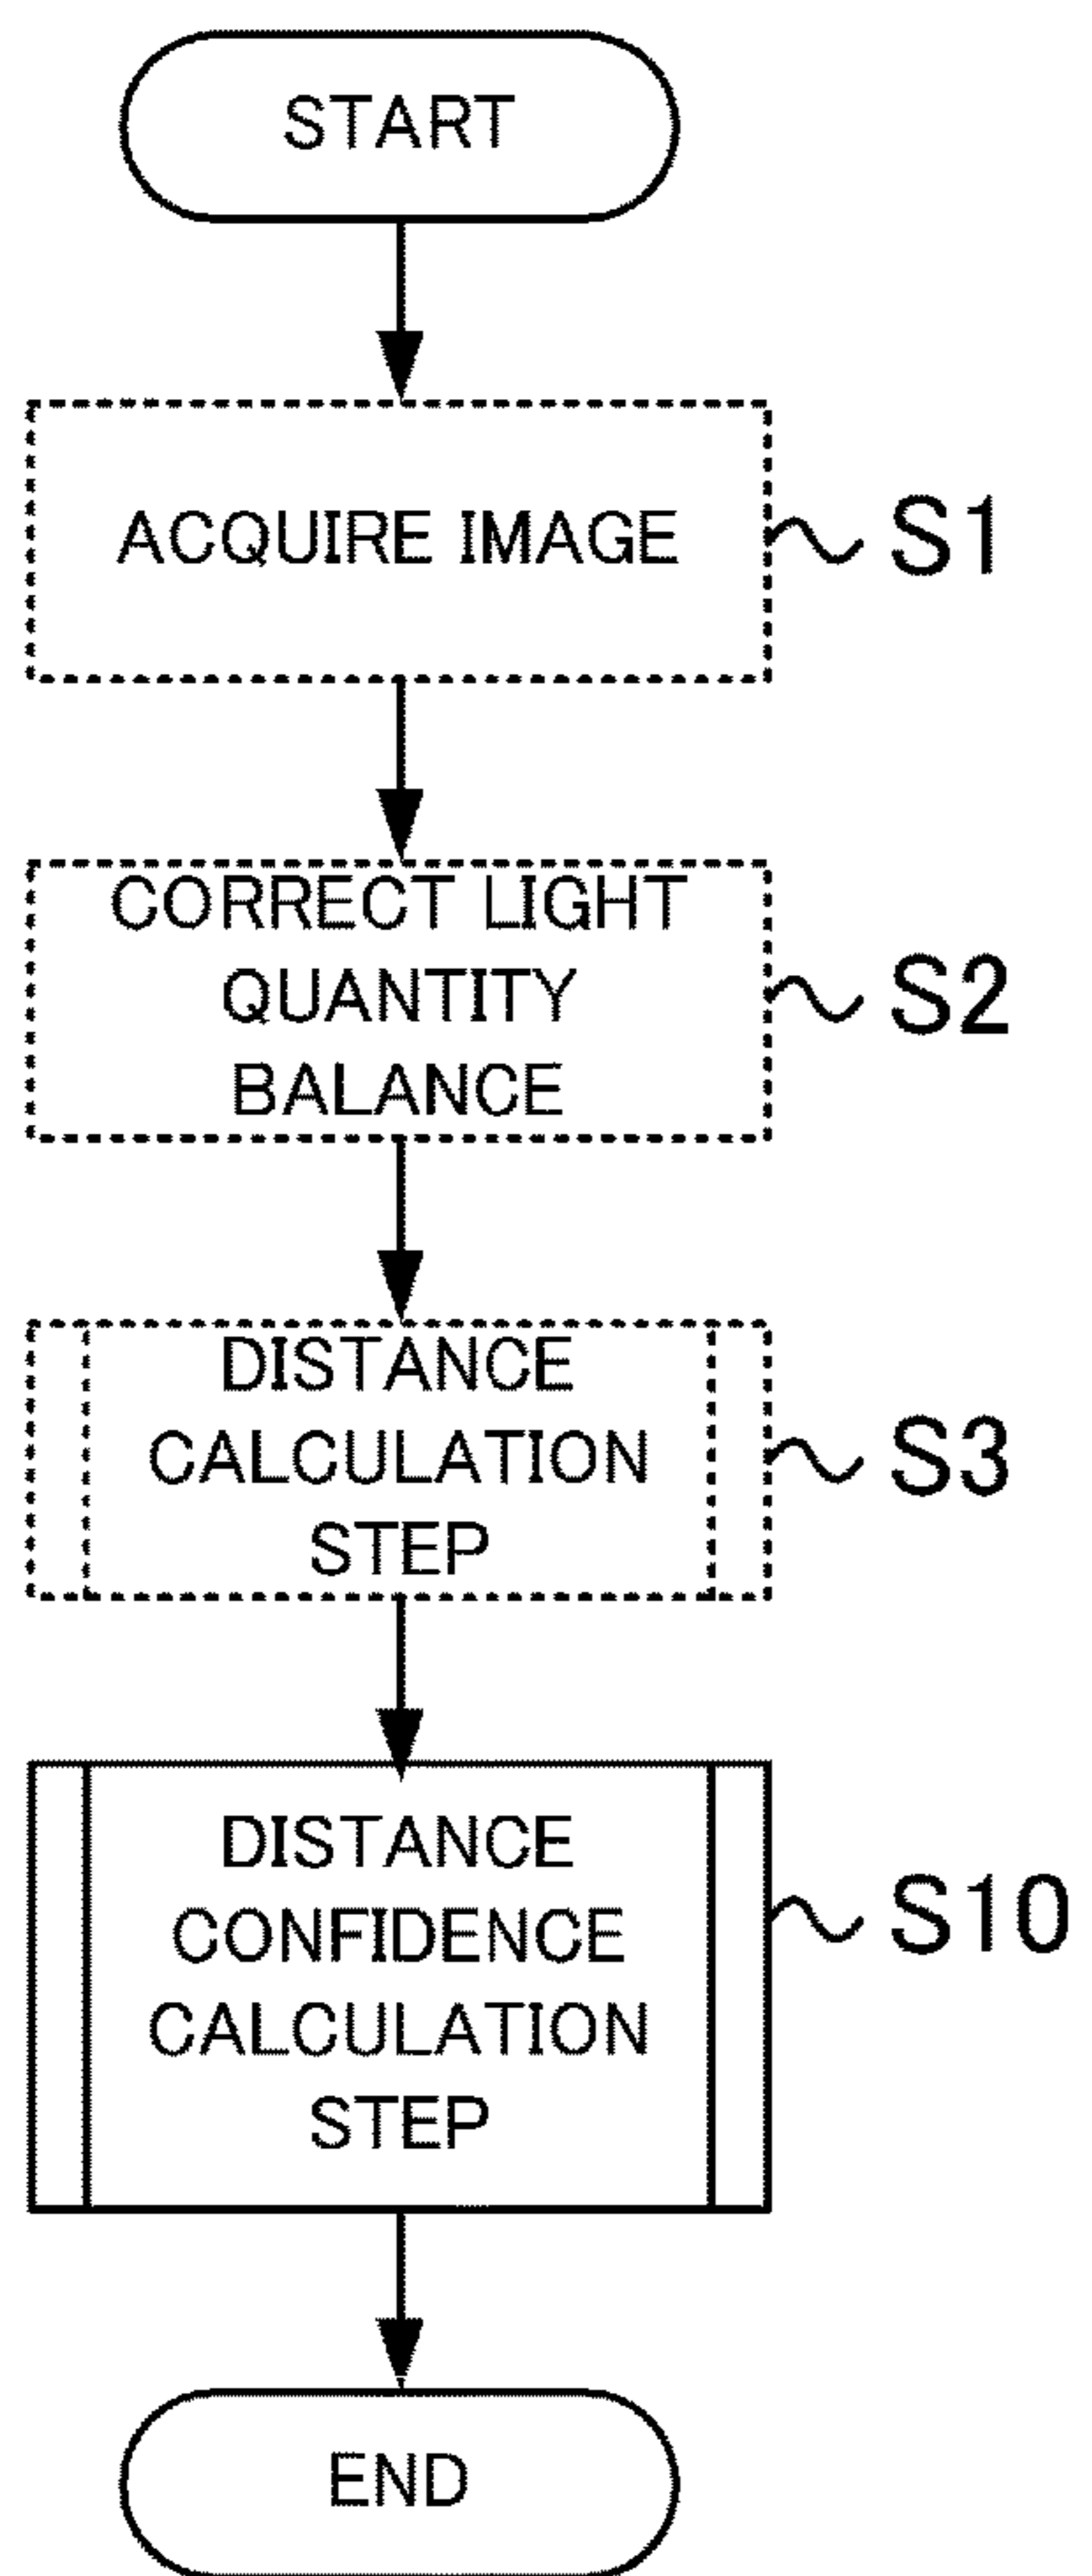 START
ACQUIRE IMAGE
S1
CORRECT LIGHT
QUANTITY
BALANCE
S2
DISTANCE
CALCULATION
STEP
S3
DISTANCE
CONFIDENCE
CALCULATION
STEP
S10
END